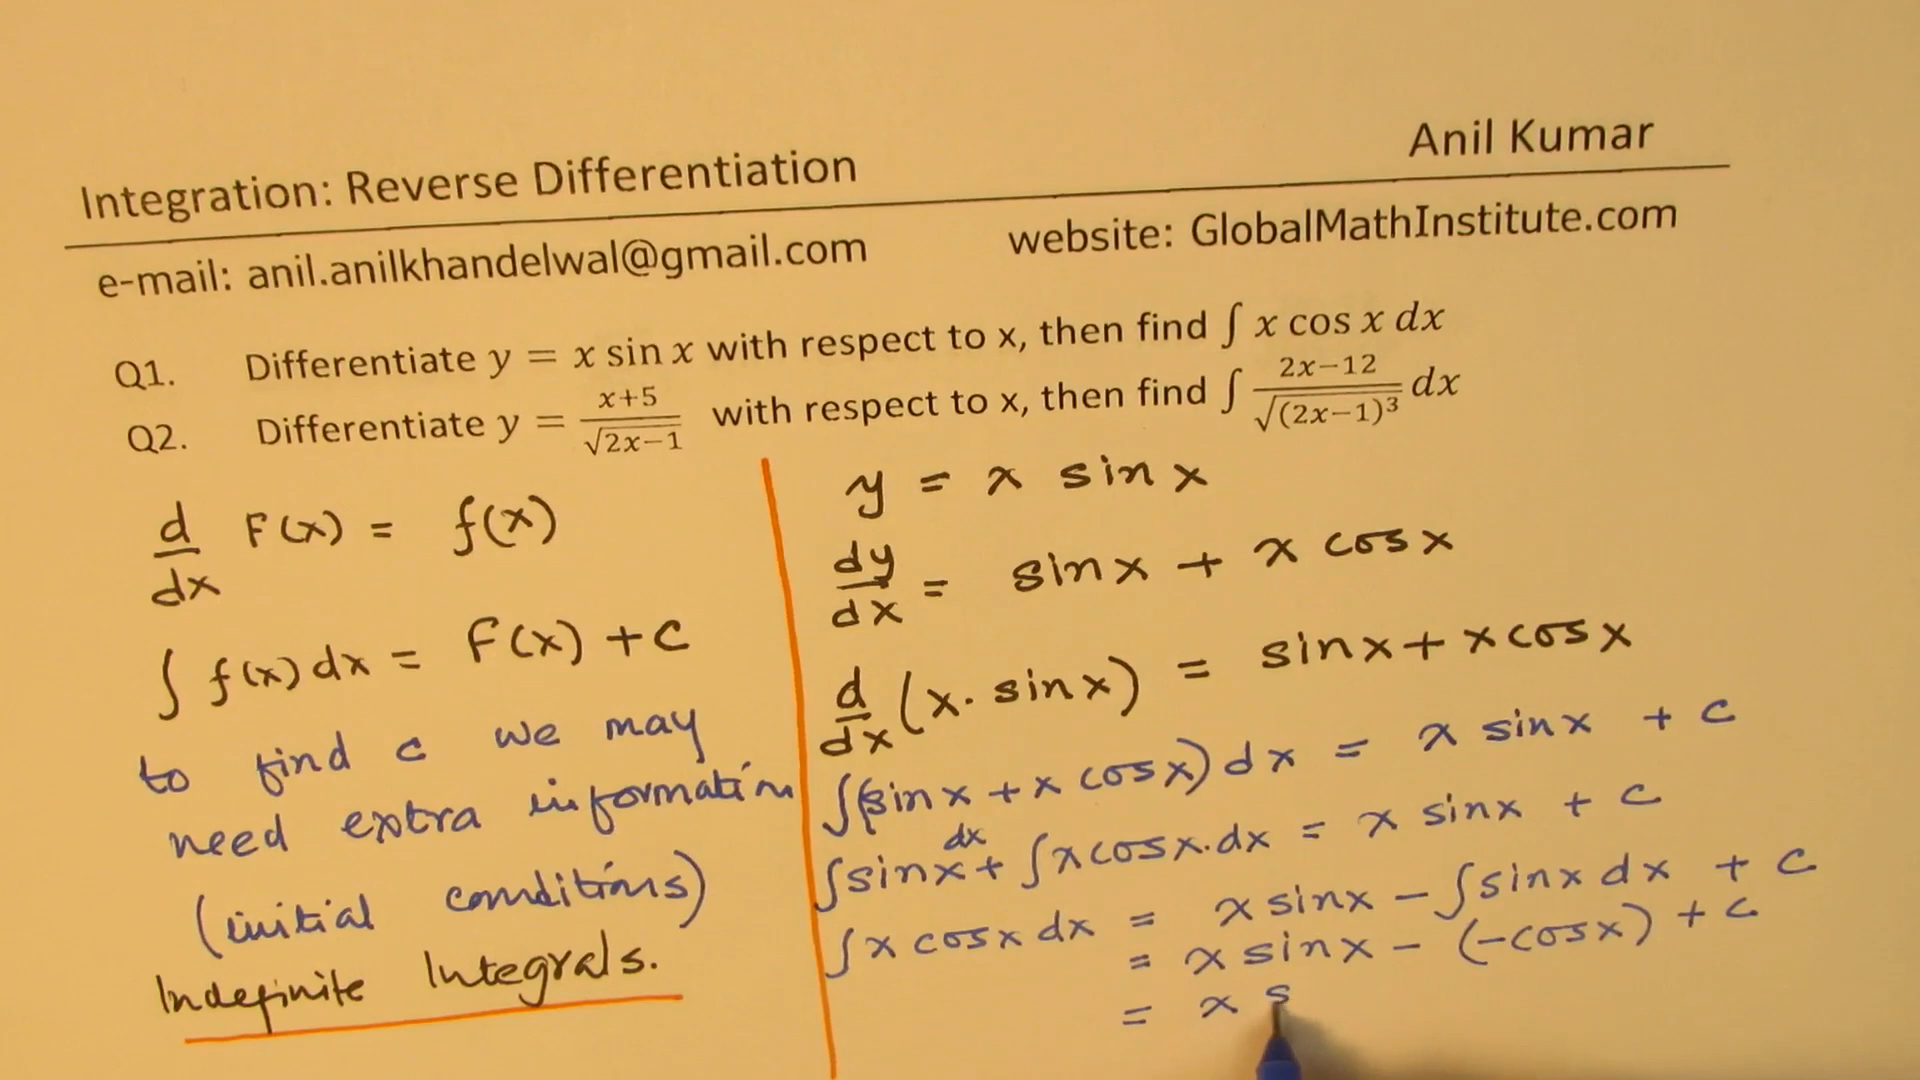 Integration: Reverse Differentiation
Anil Kumar
e-mail: anil.anilkhandelwal@gmail.com
website: GlobalMathInstitute.com
Q1. Differentiate y = x sin x with respect to x, then find ∫ x cos x dx
Q2. Differentiate y = (x+5)/√(2x−1) with respect to x, then find ∫ (2x−12)/√((2x−1)³) dx
d/dx F(x) = f(x)
∫ f(x) dx = F(x) + C
to find c we may
need extra information
(initial conditions)
Indefinite Integrals.
y = x sin x
dy/dx = sin x + x cos x
d/dx (x · sin x) = sin x + x cos x
∫(sin x + x cos x) dx = x sin x + c
∫ sin x dx + ∫ x cos x · dx = x sin x + c
∫ x cos x dx = x sin x − ∫ sin x dx + c
= x sin x − (−cos x) + c
= x s